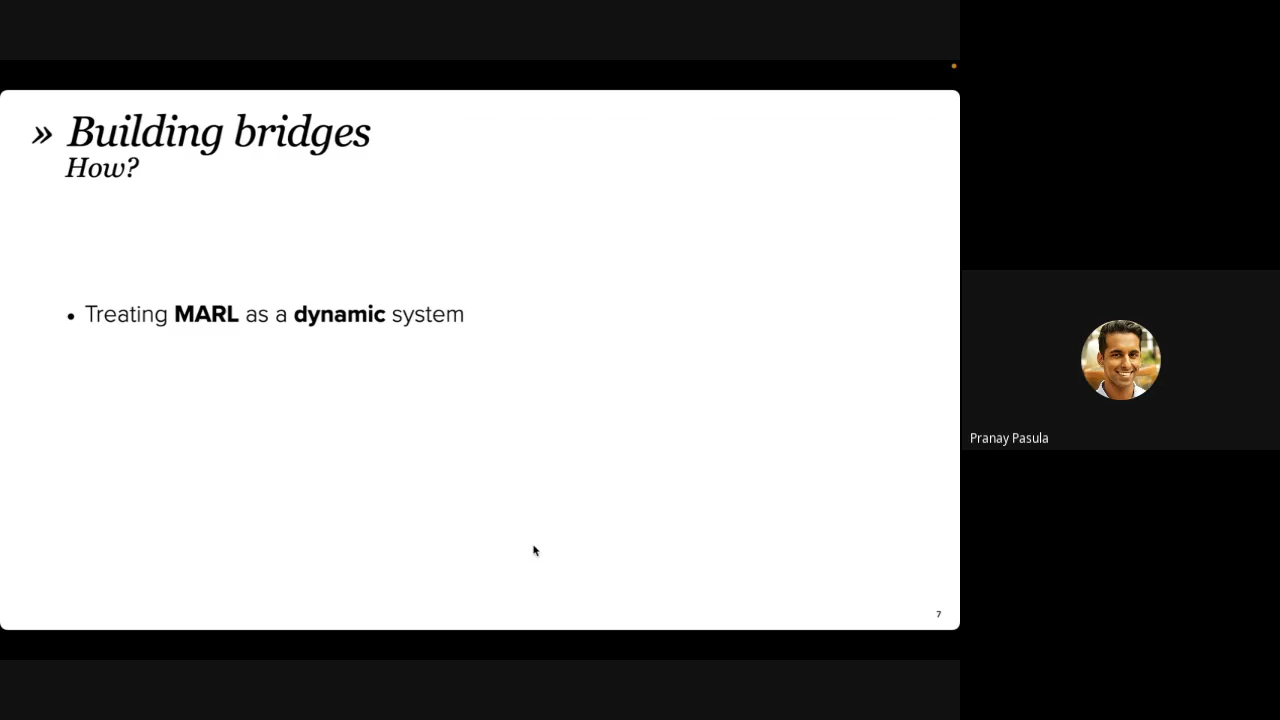 » Building bridges
How?
• Treating MARL as a dynamic system
7
Pranay Pasula